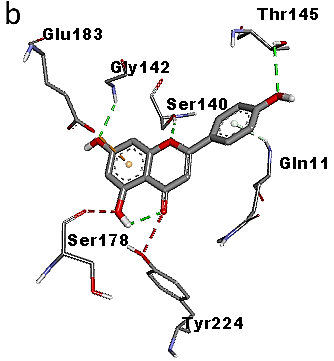 b
Thr145
Glu183
Gly142
Ser140
Gln11
Ser178
Tyr224